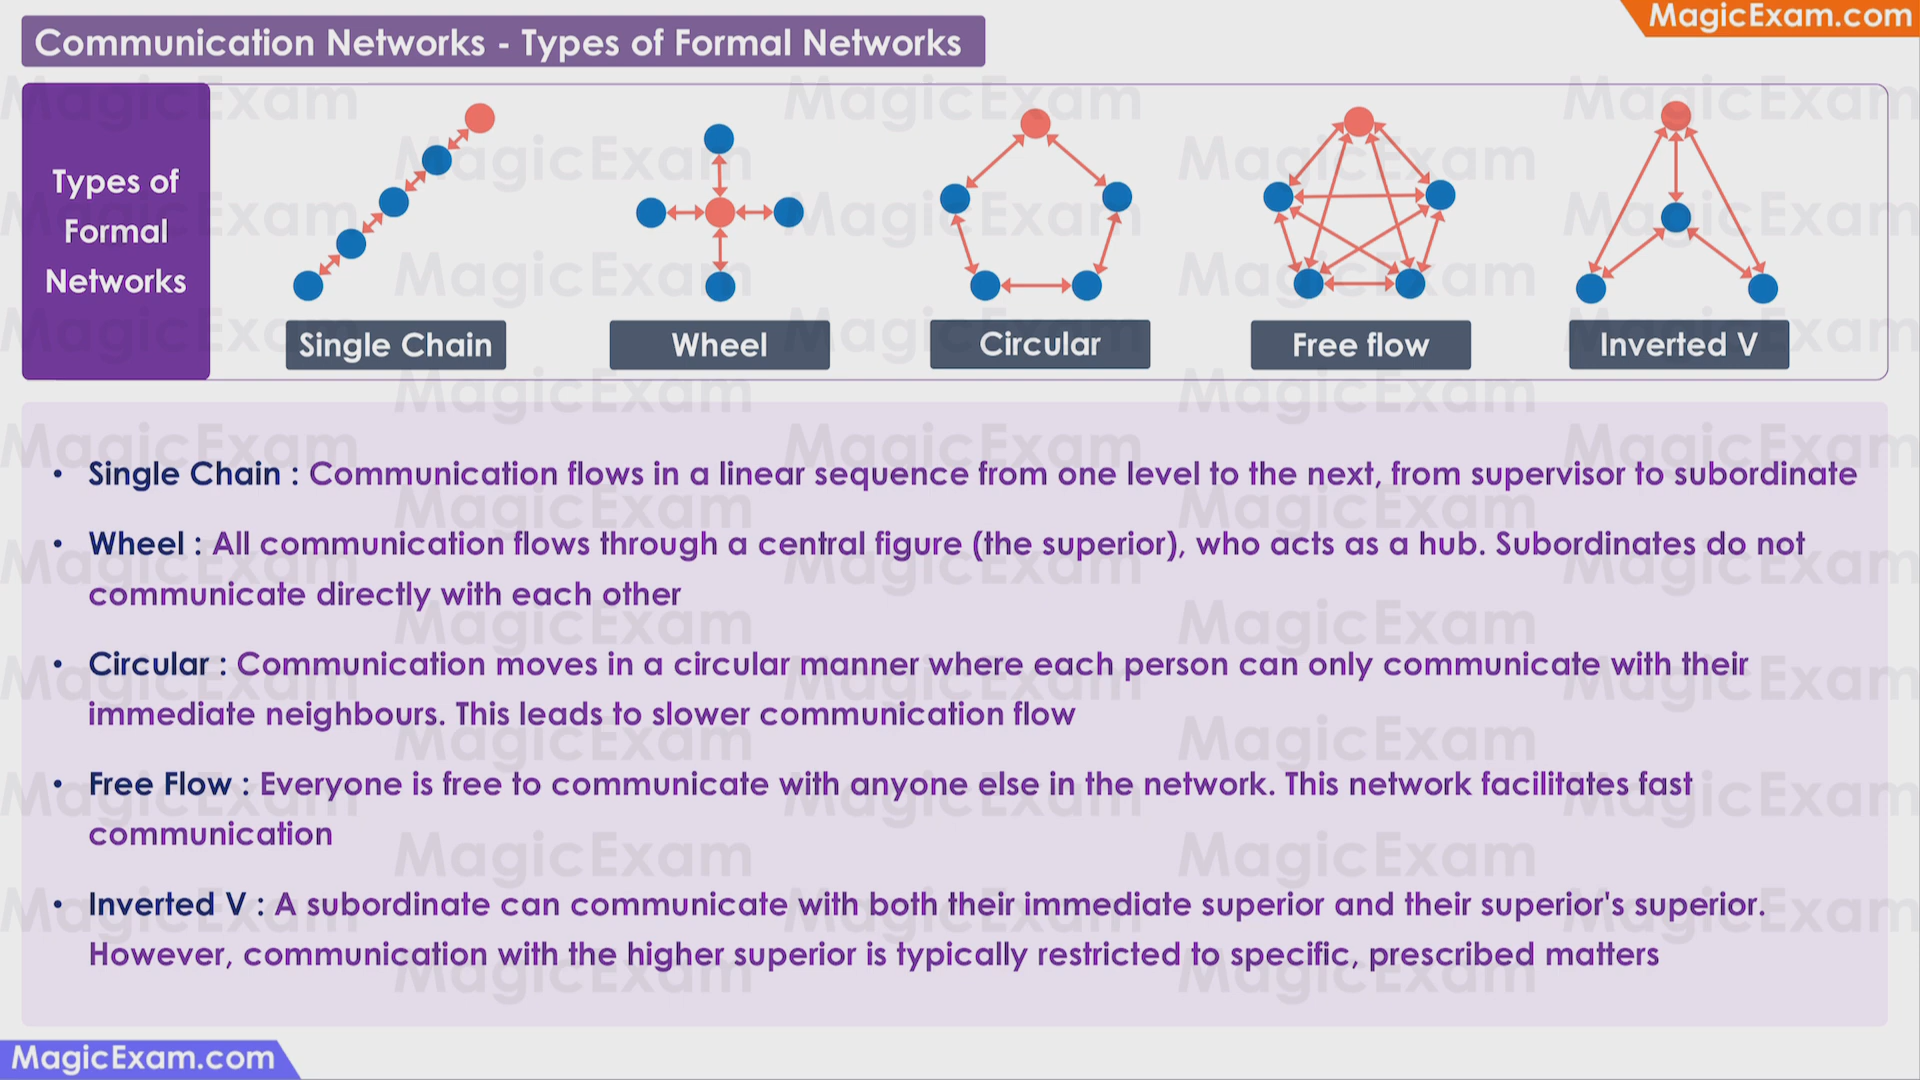 MagicExam.com
Communication Networks - Types of Formal Networks
Types of
Formal
Networks
Single Chain
Wheel
Circular
Free flow
Inverted V
• Single Chain : Communication flows in a linear sequence from one level to the next, from supervisor to subordinate
• Wheel : All communication flows through a central figure (the superior), who acts as a hub. Subordinates do not
communicate directly with each other
• Circular : Communication moves in a circular manner where each person can only communicate with their
immediate neighbours. This leads to slower communication flow
• Free Flow : Everyone is free to communicate with anyone else in the network. This network facilitates fast
communication
• Inverted V : A subordinate can communicate with both their immediate superior and their superior's superior.
However, communication with the higher superior is typically restricted to specific, prescribed matters
MagicExam.com